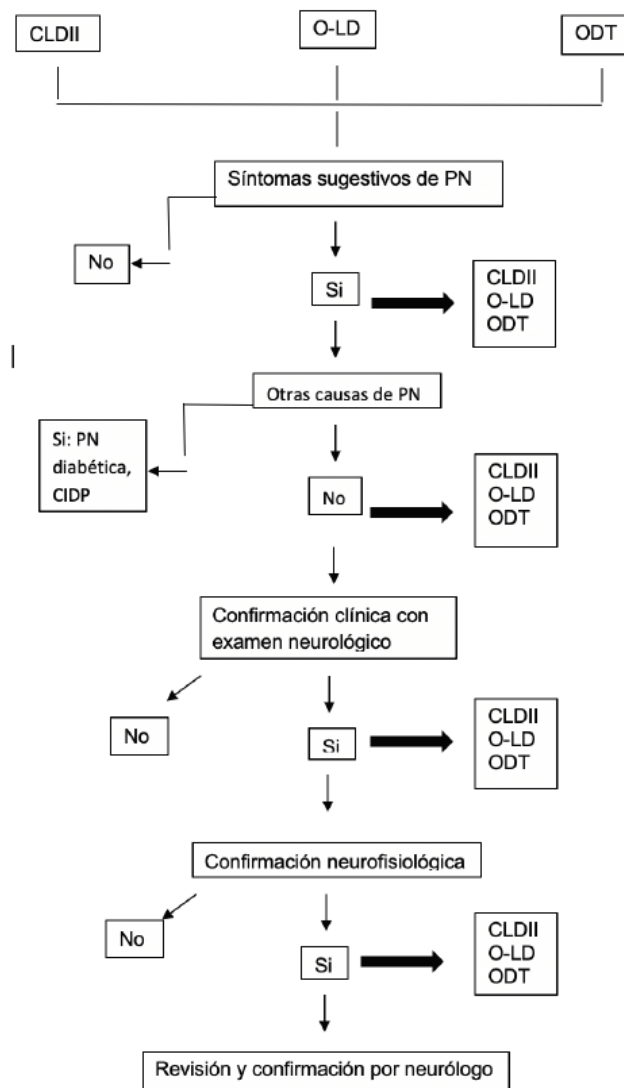 CLDII
O-LD
ODT
Síntomas sugestivos de PN
No
Si
CLDII
O-LD
ODT
Otras causas de PN
Si: PN
diabética,
CIDP
No
CLDII
O-LD
ODT
Confirmación clínica con
examen neurológico
No
Si
CLDII
O-LD
ODT
Confirmación neurofisiológica
No
Si
CLDII
O-LD
ODT
Revisión y confirmación por neurólogo